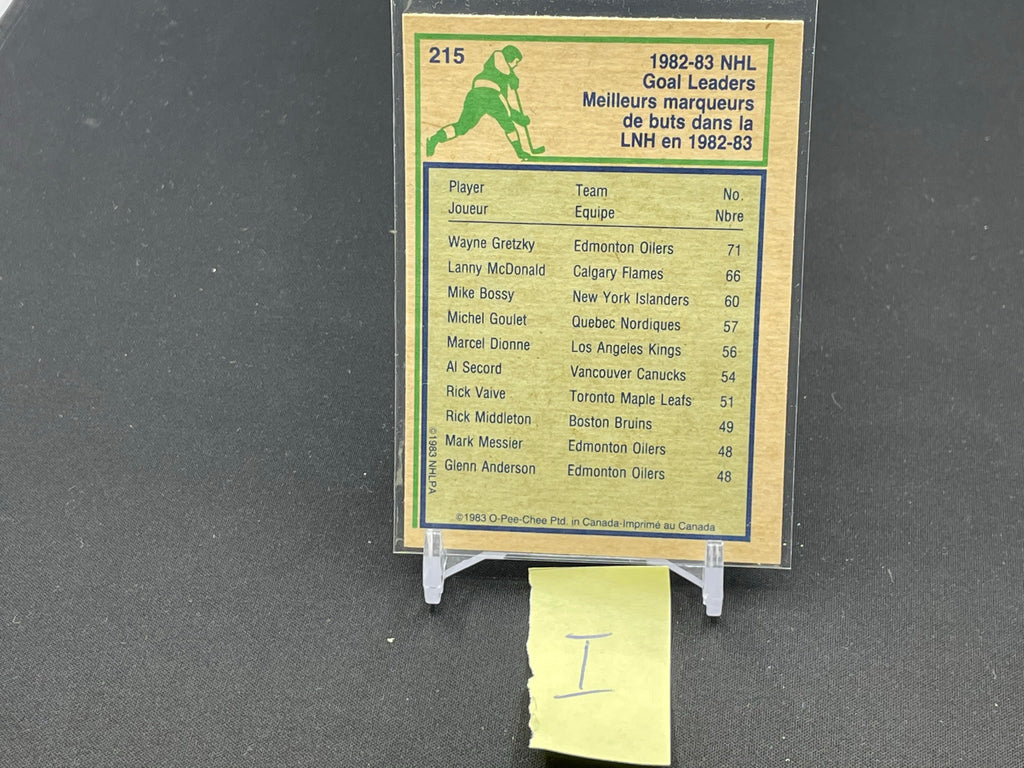 215
1982-83 NHL
Goal Leaders
Meilleurs marqueurs
de buts dans la
LNH en 1982-83
Player Team No.
Joueur Equipe Nbre
Wayne Gretzky Edmonton Oilers 71
Lanny McDonald Calgary Flames 66
Mike Bossy New York Islanders 60
Michel Goulet Quebec Nordiques 57
Marcel Dionne Los Angeles Kings 56
Al Secord Vancouver Canucks 54
Rick Vaive Toronto Maple Leafs 51
Rick Middleton Boston Bruins 49
Mark Messier Edmonton Oilers 48
Glenn Anderson Edmonton Oilers 48
©1983 NHLPA
©1983 O-Pee-Chee Ptd. in Canada-Imprimé au Canada
I